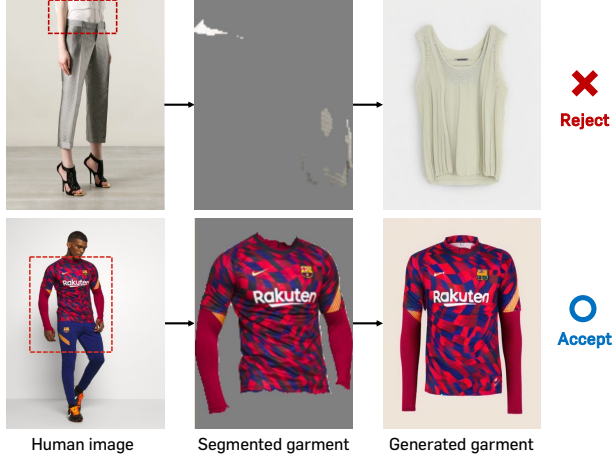 Reject
Rakuten
Rakuten
Rakuten
Accept
Human image
Segmented garment
Generated garment